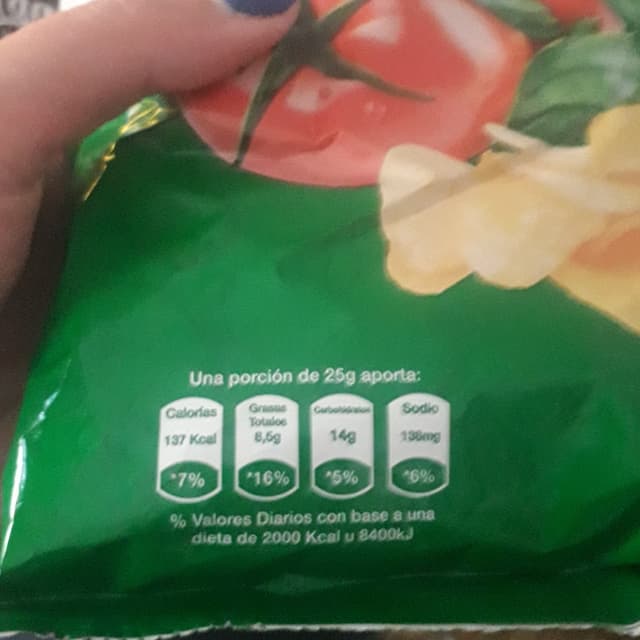 Una porción de 25g aporta:
Calorías
137 Kcal
*7%
Grasas
Totales
8,5g
*16%
Carbohidratos
14g
*5%
Sodio
136mg
*6%
% Valores Diarios con base a una
dieta de 2000 Kcal u 8400kJ